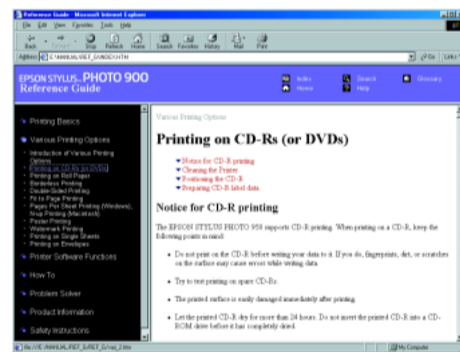 Reference Guide - Microsoft Internet Explorer
File Edit View Favorites Tools Help
Back Stop Refresh Home Search Favorites History Mail Print
Address
Go Links
EPSON STYLUS PHOTO 900
Reference Guide
Index Search Glossary
Home Help
Printing Basics
Various Printing Options
Introduction of Various Printing
Options
Printing on CD-Rs (or DVDs)
Printing on Roll Paper
Borderless Printing
Double-Sided Printing
Fit to Page Printing
Pages Per Sheet Printing (Windows),
N-up Printing (Macintosh)
Poster Printing
Watermark Printing
Printing on Single Sheets
Printing on Envelopes
Printer Software Functions
How To
Problem Solver
Product Information
Safety Instructions
Various Printing Options
Printing on CD-Rs (or DVDs)
Notice for CD-R printing
Cleaning the Printer
Positioning the CD-R
Preparing CD-R label data
Notice for CD-R printing
The EPSON STYLUS PHOTO 950 supports CD-R printing. When printing on a CD-R, keep the
following points in mind:
Do not print on the CD-R before writing your data to it. If you do, fingerprints, dirt, or scratches
on the surface may cause errors while writing data.
Try to test printing on spare CD-Rs.
The printed surface is easily damaged immediately after printing.
Let the printed CD-R dry for more than 24 hours. Do not insert the printed CD-R into a CD-
ROM drive before it has completely dried.
My Computer